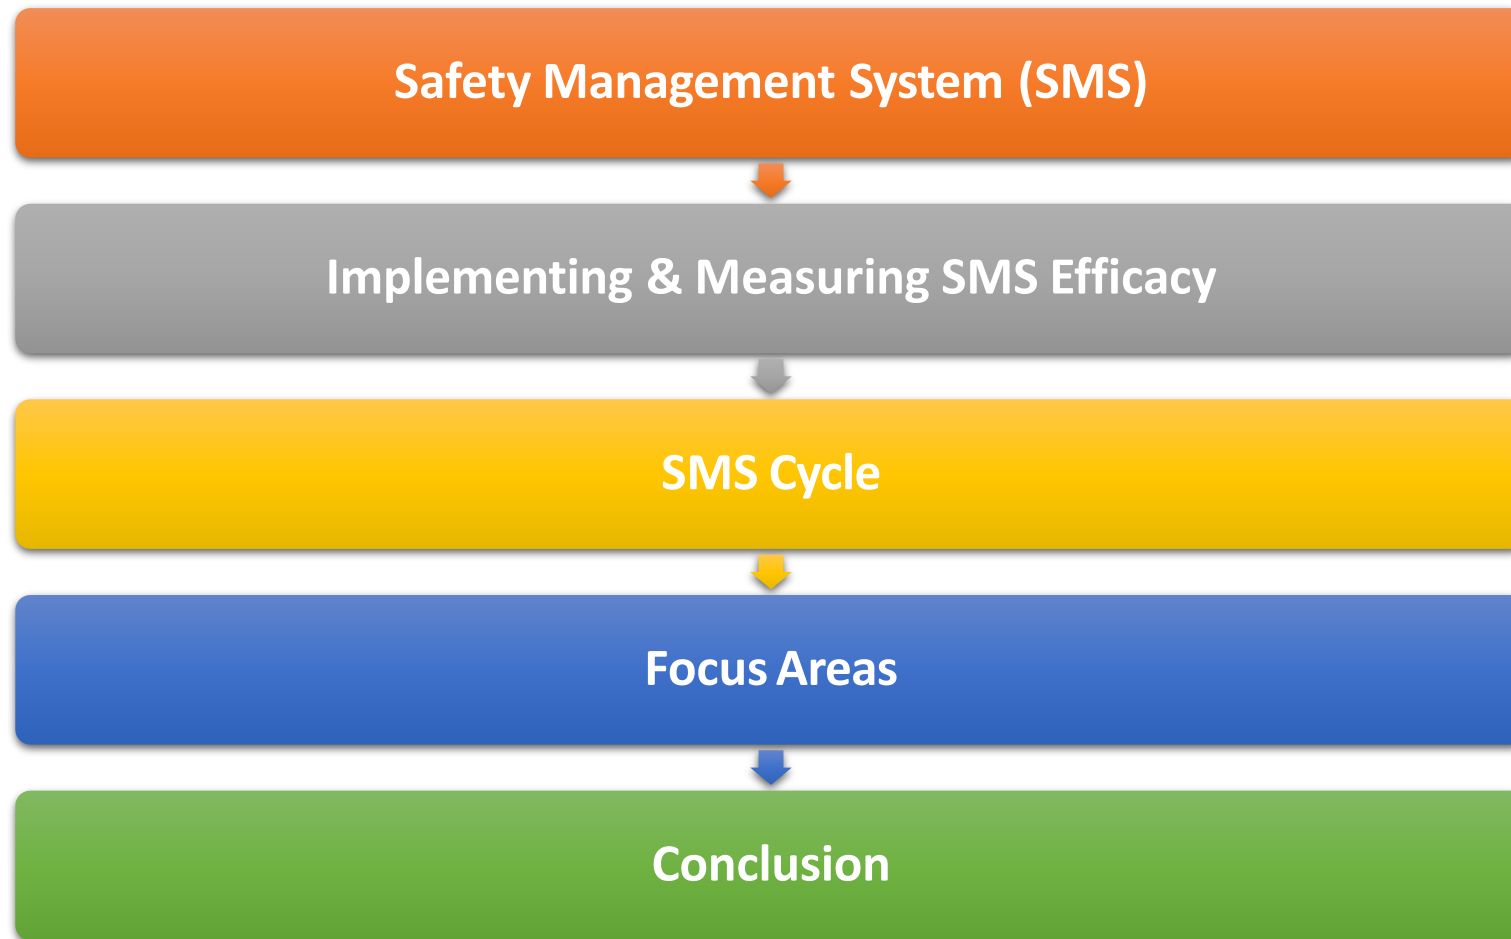 Safety Management System (SMS)
Implementing & Measuring SMS Efficacy
SMS Cycle
Focus Areas
Conclusion